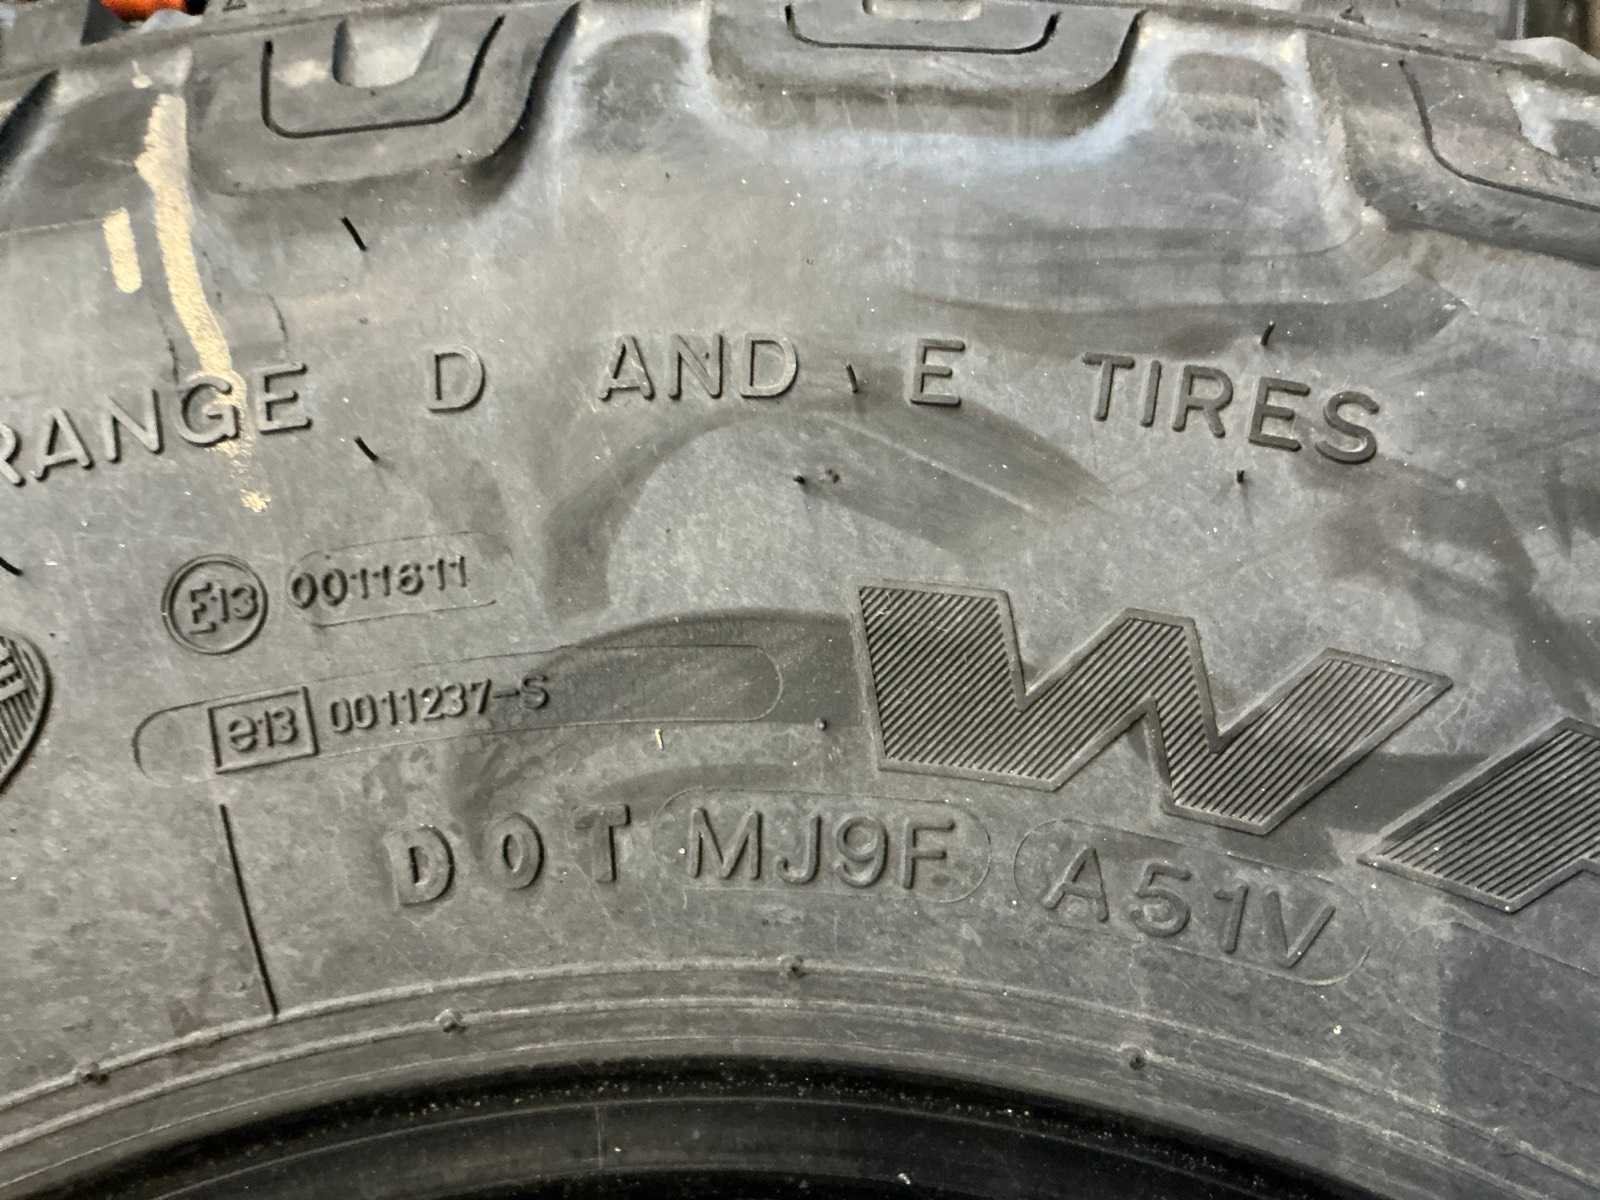 RANGE D AND E TIRES
E13 0011611
e13 0011237-S
DOT MJ9F A51V